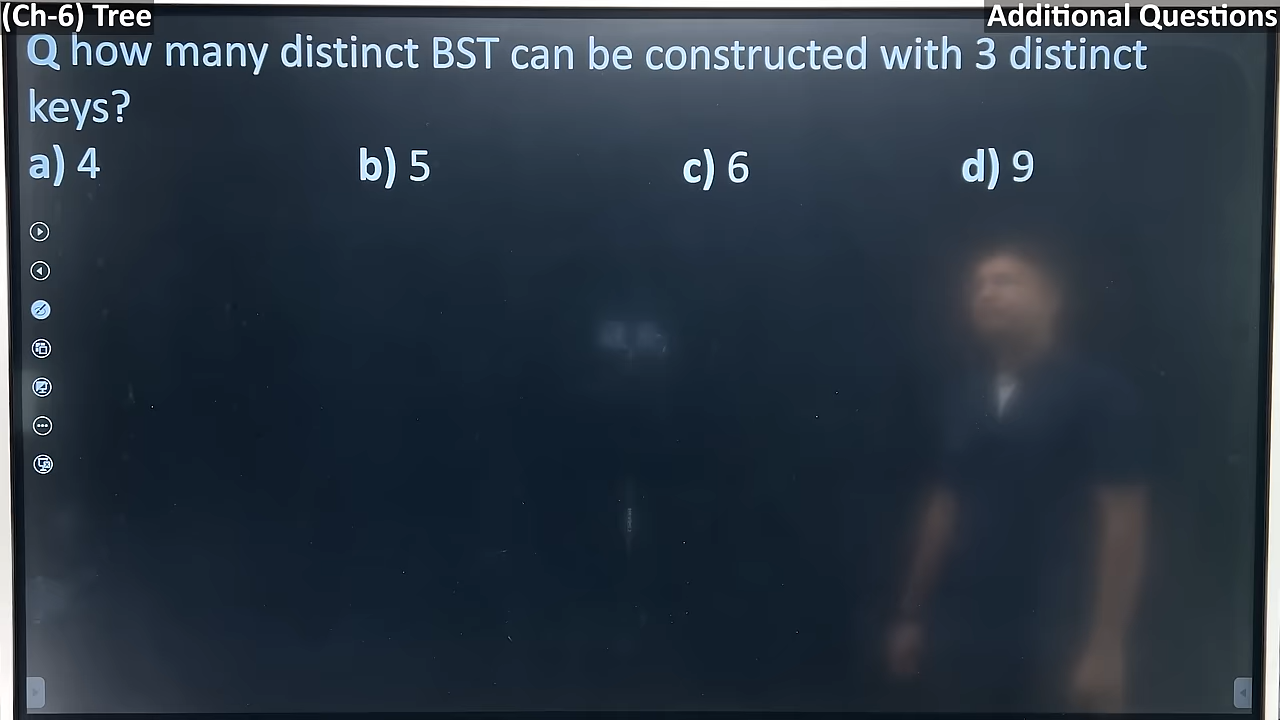 (Ch-6) Tree
Additional Questions
Q how many distinct BST can be constructed with 3 distinct
keys?
a) 4 b) 5 c) 6 d) 9